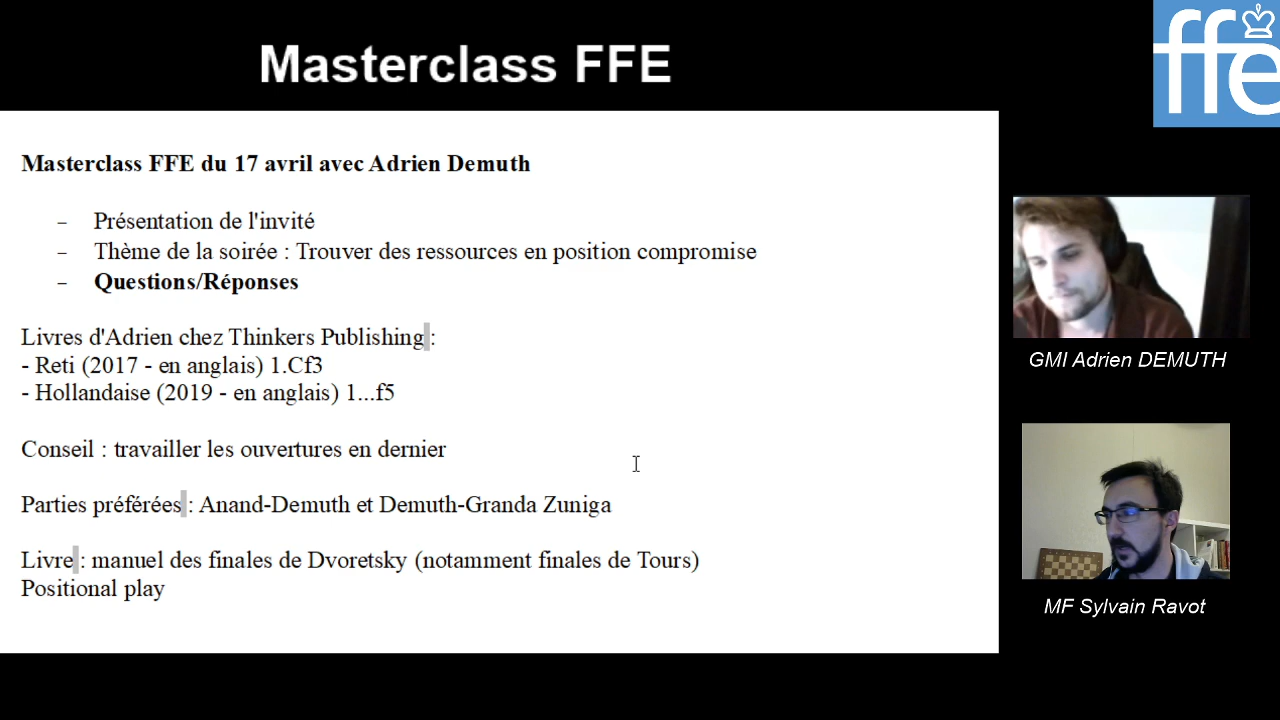 Masterclass FFE
ffe
Masterclass FFE du 17 avril avec Adrien Demuth
- Présentation de l'invité
- Thème de la soirée : Trouver des ressources en position compromise
- Questions/Réponses
Livres d'Adrien chez Thinkers Publishing :
- Reti (2017 - en anglais) 1.Cf3
- Hollandaise (2019 - en anglais) 1...f5
Conseil : travailler les ouvertures en dernier
Parties préférées : Anand-Demuth et Demuth-Granda Zuniga
Livre : manuel des finales de Dvoretsky (notamment finales de Tours)
Positional play
GMI Adrien DEMUTH
MF Sylvain Ravot